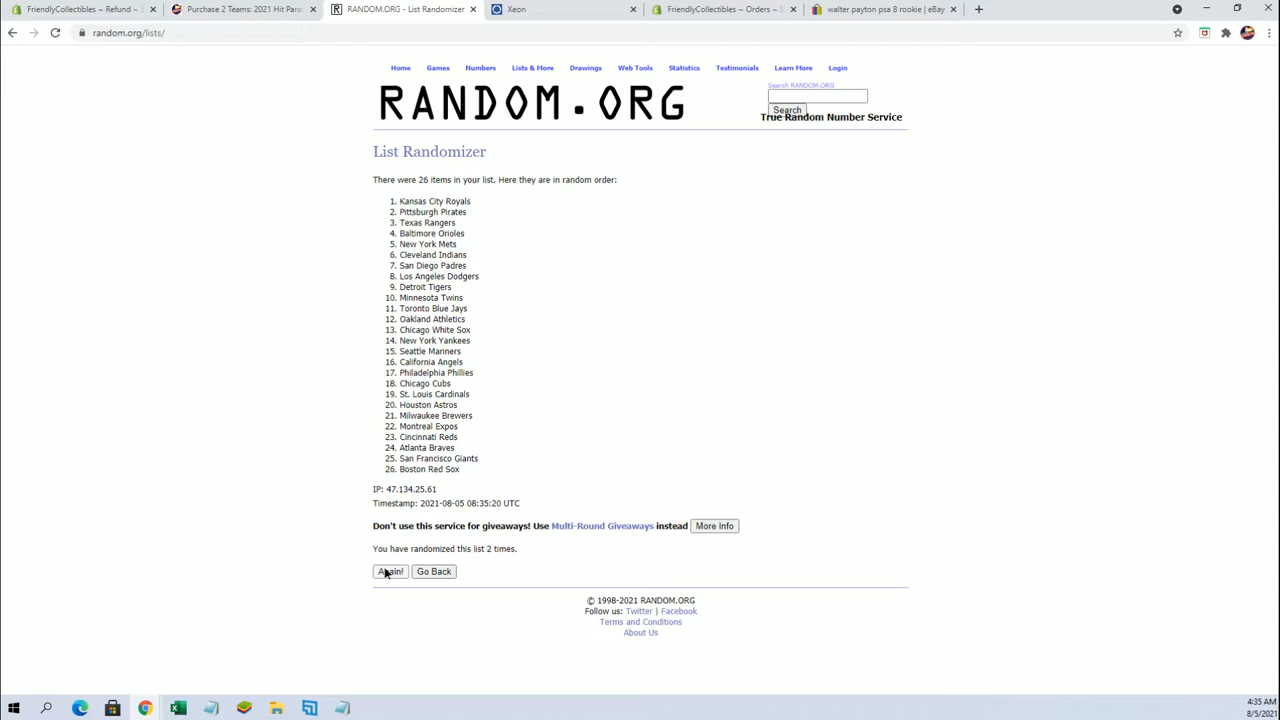 FriendlyCollectibles ~ Refund ~ S
Purchase 2 Teams: 2021 Hit Para
RANDOM.ORG - List Randomizer
Xeon
FriendlyCollectibles ~ Orders ~ S
walter payton psa 8 rookie | eBay
random.org/lists/
Home Games Numbers Lists & More Drawings Web Tools Statistics Testimonials Learn More Login
Search RANDOM.ORG
RANDOM.ORG
Search
True Random Number Service
List Randomizer
There were 26 items in your list. Here they are in random order:
1. Kansas City Royals
2. Pittsburgh Pirates
3. Texas Rangers
4. Baltimore Orioles
5. New York Mets
6. Cleveland Indians
7. San Diego Padres
8. Los Angeles Dodgers
9. Detroit Tigers
10. Minnesota Twins
11. Toronto Blue Jays
12. Oakland Athletics
13. Chicago White Sox
14. New York Yankees
15. Seattle Mariners
16. California Angels
17. Philadelphia Phillies
18. Chicago Cubs
19. St. Louis Cardinals
20. Houston Astros
21. Milwaukee Brewers
22. Montreal Expos
23. Cincinnati Reds
24. Atlanta Braves
25. San Francisco Giants
26. Boston Red Sox
IP: 47.134.25.61
Timestamp: 2021-08-05 08:35:20 UTC
Don't use this service for giveaways! Use Multi-Round Giveaways instead More Info
You have randomized this list 2 times.
Again! Go Back
© 1998-2021 RANDOM.ORG
Follow us: Twitter | Facebook
Terms and Conditions
About Us
4:35 AM
8/5/2021